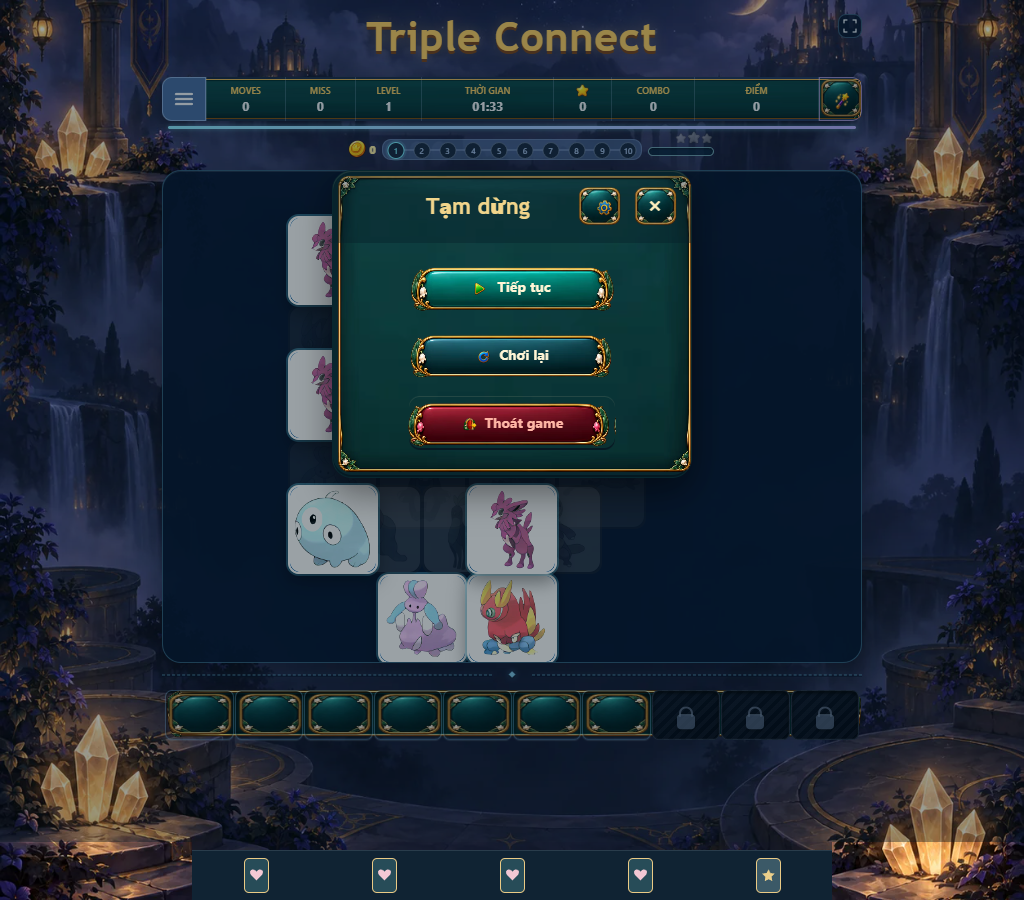 Triple Connect
MOVES MISS LEVEL THỜI GIAN COMBO ĐIỂM
0 0 1 01:33 0 0 0
0 1 2 3 4 5 6 7 8 9 10
Tạm dừng
Tiếp tục
Chơi lại
Thoát game